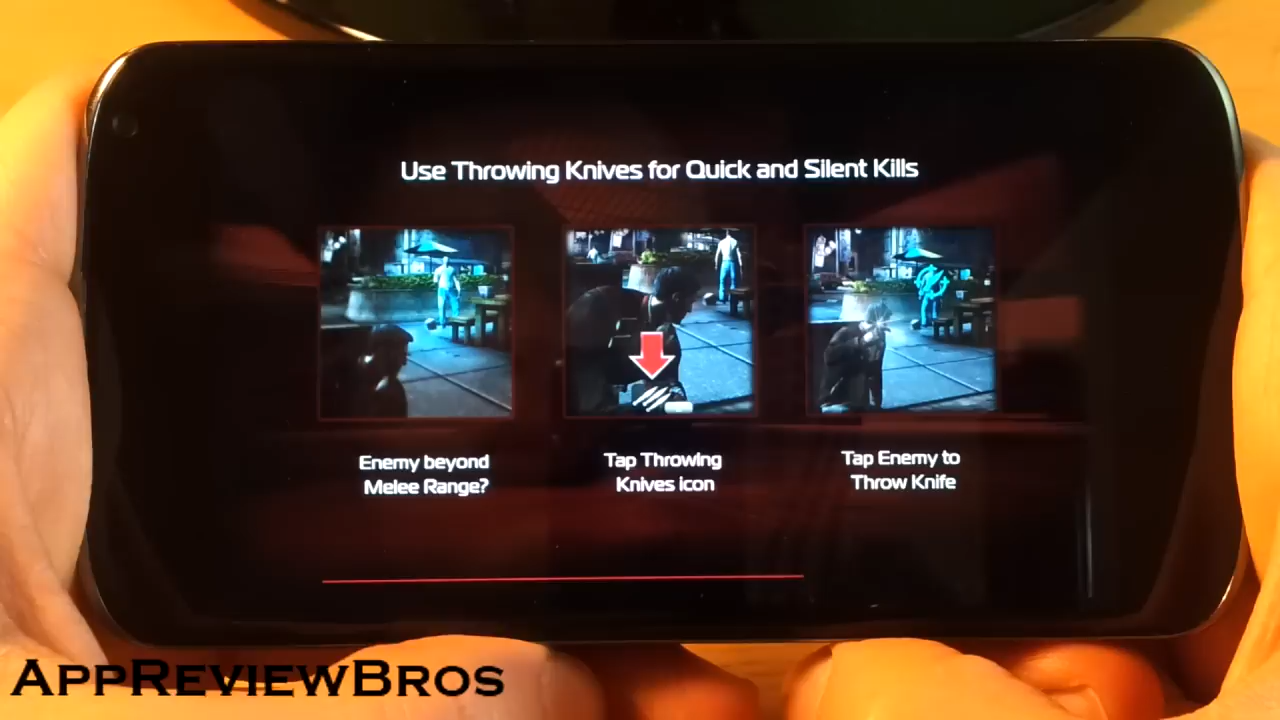 Use Throwing Knives for Quick and Silent Kills
Enemy beyond
Melee Range?
Tap Throwing
Knives icon
Tap Enemy to
Throw Knife
AppReviewBros